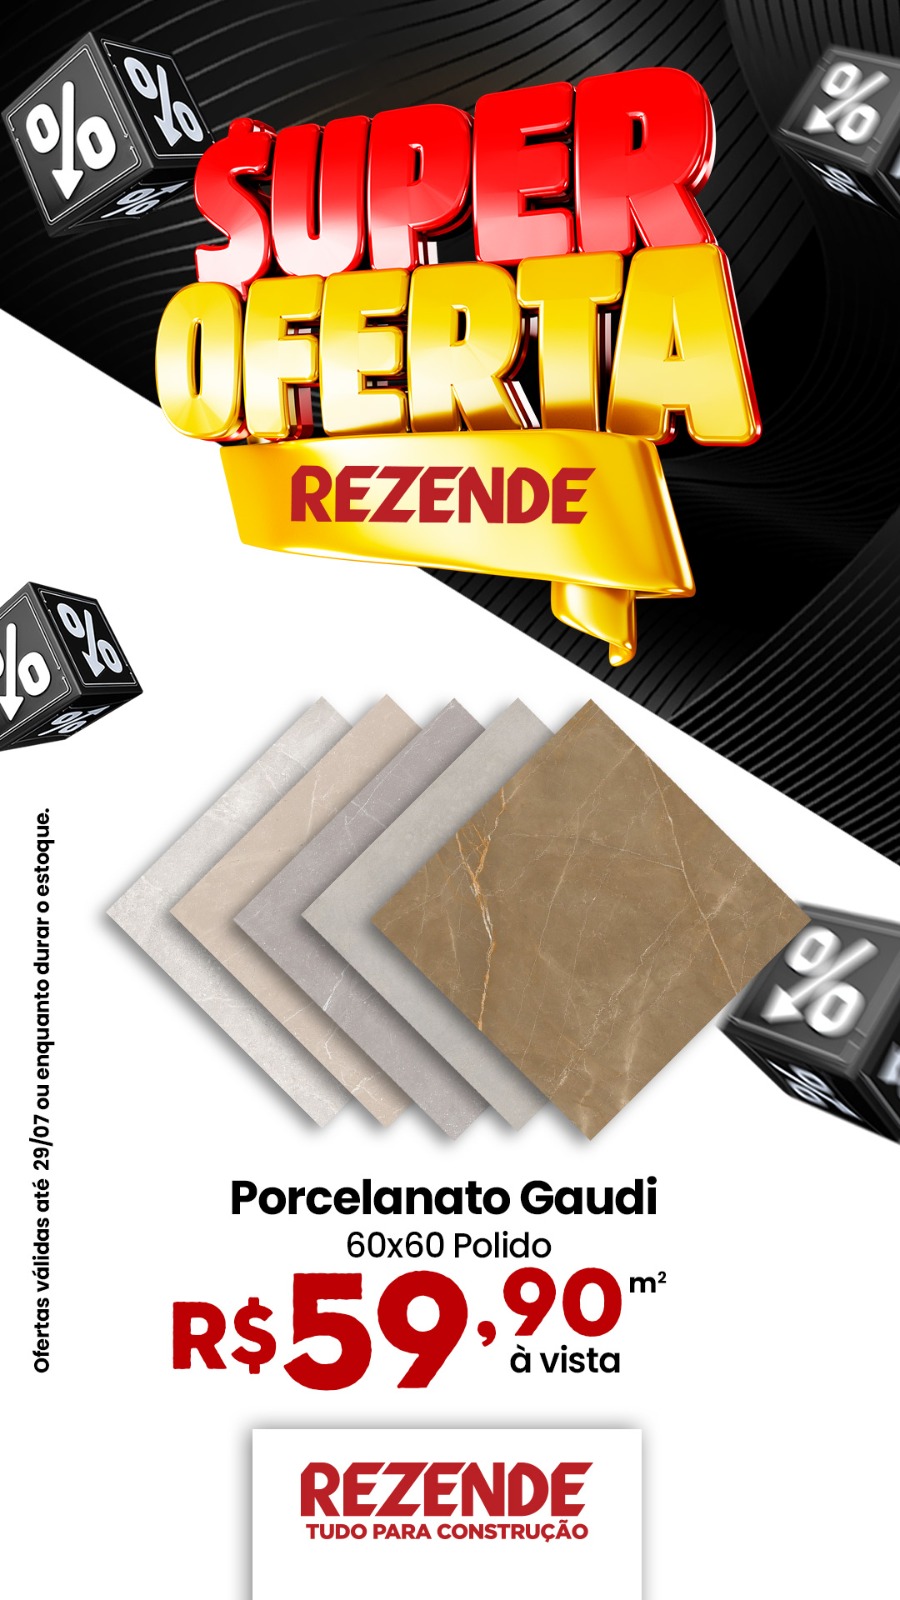 SUPER
OFERTA
REZENDE
Ofertas válidas até 29/07 ou enquanto durar o estoque.
Porcelanato Gaudi
60x60 Polido
R$59,90 m²
à vista
REZENDE
TUDO PARA CONSTRUÇÃO